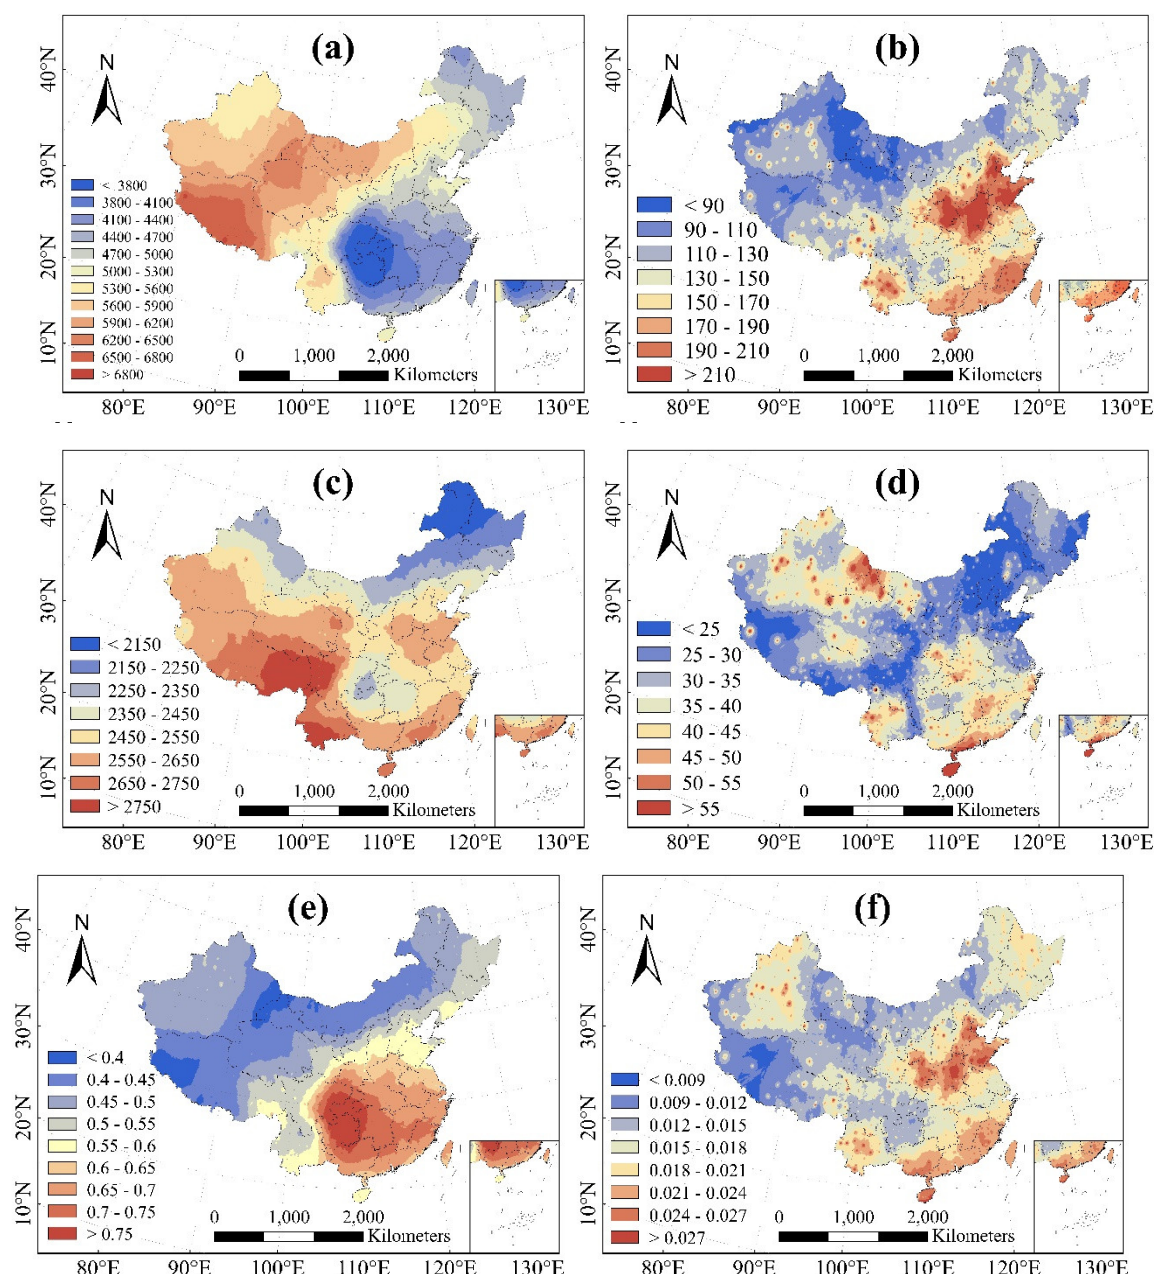 (a)
N
40°N
30°N
20°N
10°N
< 3800
3800 - 4100
4100 - 4400
4400 - 4700
4700 - 5000
5000 - 5300
5300 - 5600
5600 - 5900
5900 - 6200
6200 - 6500
6500 - 6800
> 6800
0 1,000 2,000
Kilometers
80°E 90°E 100°E 110°E 120°E 130°E
(b)
N
40°N
30°N
20°N
10°N
< 90
90 - 110
110 - 130
130 - 150
150 - 170
170 - 190
190 - 210
> 210
0 1,000 2,000
Kilometers
80°E 90°E 100°E 110°E 120°E 130°E
(c)
N
40°N
30°N
20°N
10°N
< 2150
2150 - 2250
2250 - 2350
2350 - 2450
2450 - 2550
2550 - 2650
2650 - 2750
> 2750
0 1,000 2,000
Kilometers
80°E 90°E 100°E 110°E 120°E 130°E
(d)
N
40°N
30°N
20°N
10°N
< 25
25 - 30
30 - 35
35 - 40
40 - 45
45 - 50
50 - 55
> 55
0 1,000 2,000
Kilometers
80°E 90°E 100°E 110°E 120°E 130°E
(e)
N
40°N
30°N
20°N
10°N
< 0.4
0.4 - 0.45
0.45 - 0.5
0.5 - 0.55
0.55 - 0.6
0.6 - 0.65
0.65 - 0.7
0.7 - 0.75
> 0.75
0 1,000 2,000
Kilometers
80°E 90°E 100°E 110°E 120°E 130°E
(f)
N
40°N
30°N
20°N
10°N
< 0.009
0.009 - 0.012
0.012 - 0.015
0.015 - 0.018
0.018 - 0.021
0.021 - 0.024
0.024 - 0.027
> 0.027
0 1,000 2,000
Kilometers
80°E 90°E 100°E 110°E 120°E 130°E